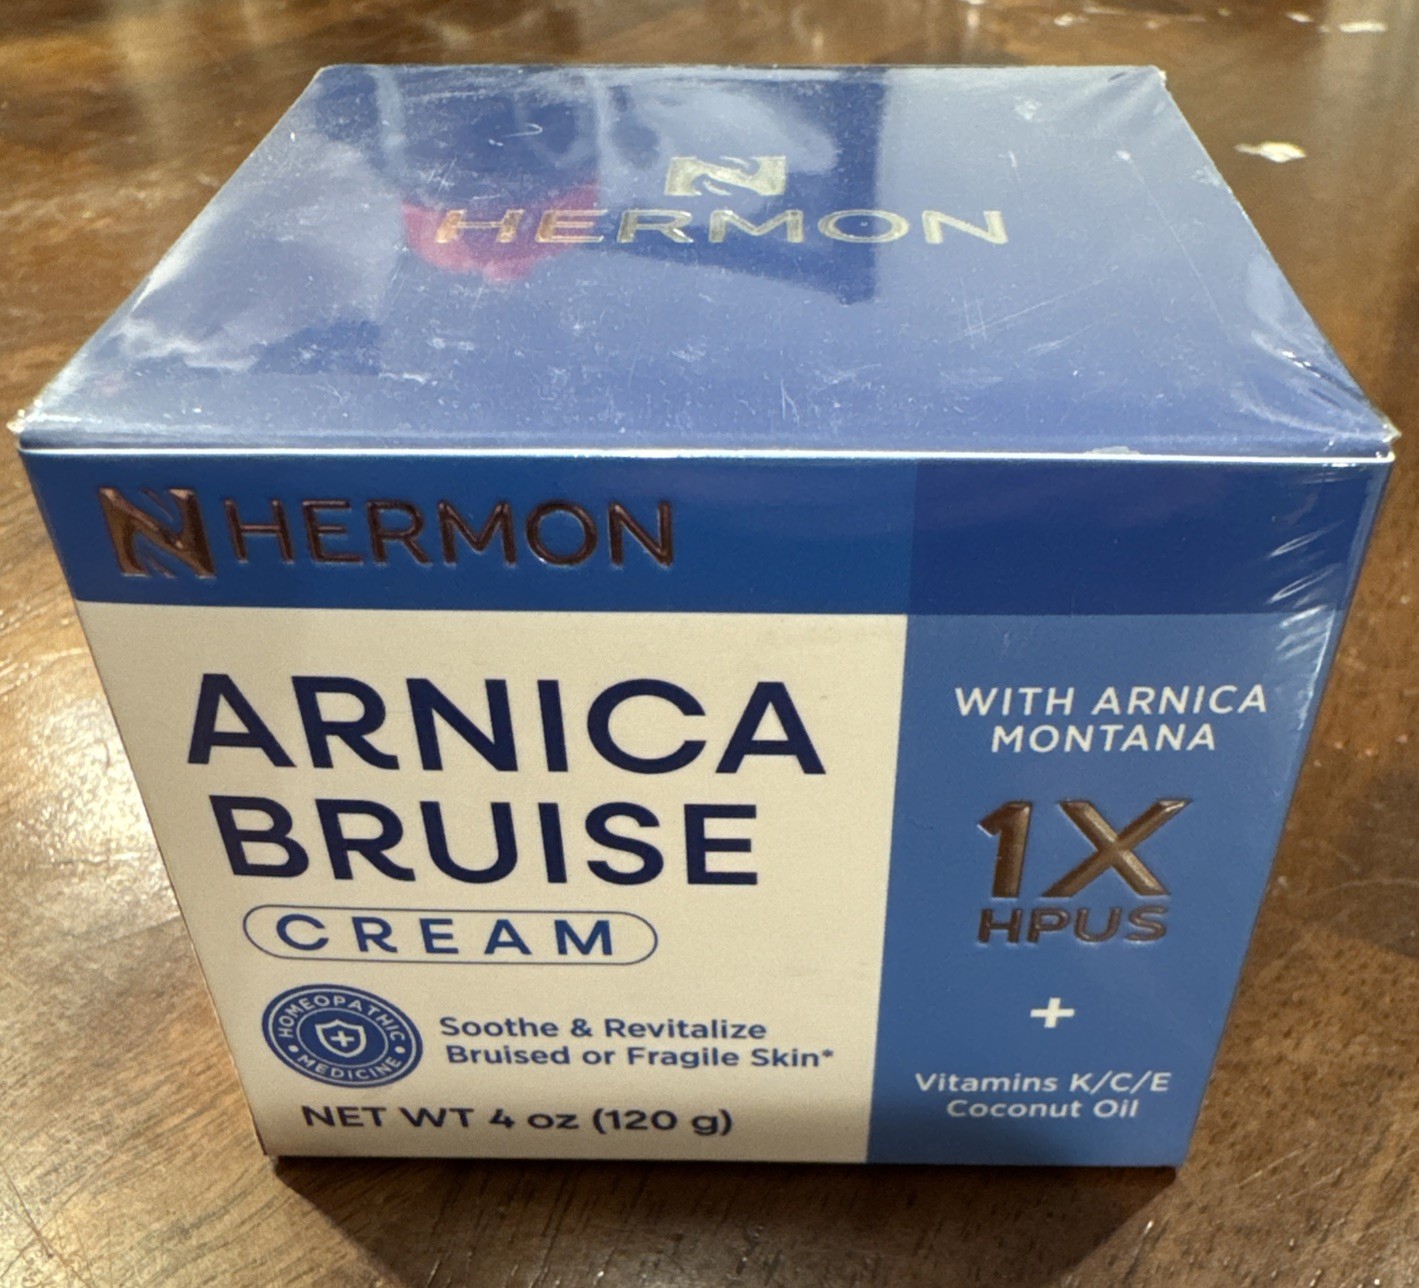 HERMON
HERMON
ARNICA
BRUISE
CREAM
HOMEOPATHIC
MEDICINE
Soothe & Revitalize
Bruised or Fragile Skin*
NET WT 4 oz (120 g)
WITH ARNICA
MONTANA
1X
HPUS
+
Vitamins K/C/E
Coconut Oil